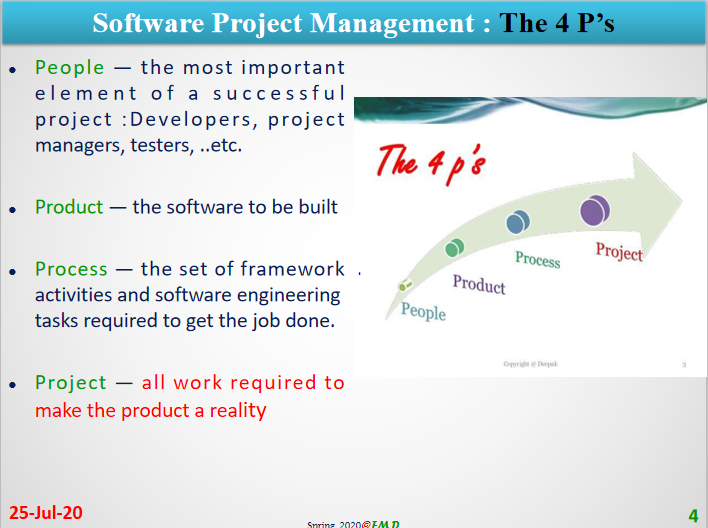 Software Project Management : The 4 P’s
• People — the most important
element of a successful
project :Developers, project
managers, testers, ..etc.
• Product — the software to be built
• Process — the set of framework
activities and software engineering
tasks required to get the job done.
• Project — all work required to
make the product a reality
The 4 p's
People
Product
Process
Project
Copyright @ Deepak
3
25-Jul-20
Spring 2020@FMD
4